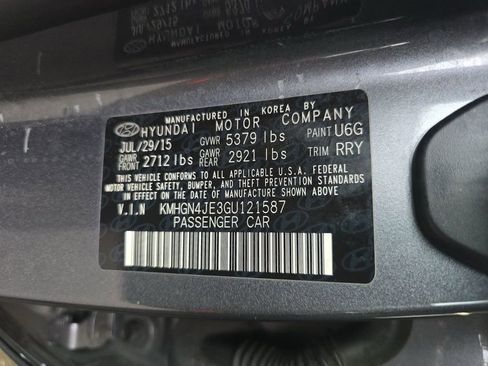 MANUFACTURED IN KOREA BY
HYUNDAI MOTOR COMPANY
JUL/29/15 GVWR 5379 lbs PAINT U6G
GAWR FRONT 2712 lbs GAWR REAR 2921 lbs TRIM RRY
THIS VEHICLE CONFORMS TO ALL APPLICABLE U.S.A. FEDERAL
MOTOR VEHICLE SAFETY, BUMPER, AND THEFT PREVENTION STANDARDS
IN EFFECT ON THE DATE OF MANUFACTURE SHOWN ABOVE.
V.I.N KMHGN4JE3GU121587
PASSENGER CAR